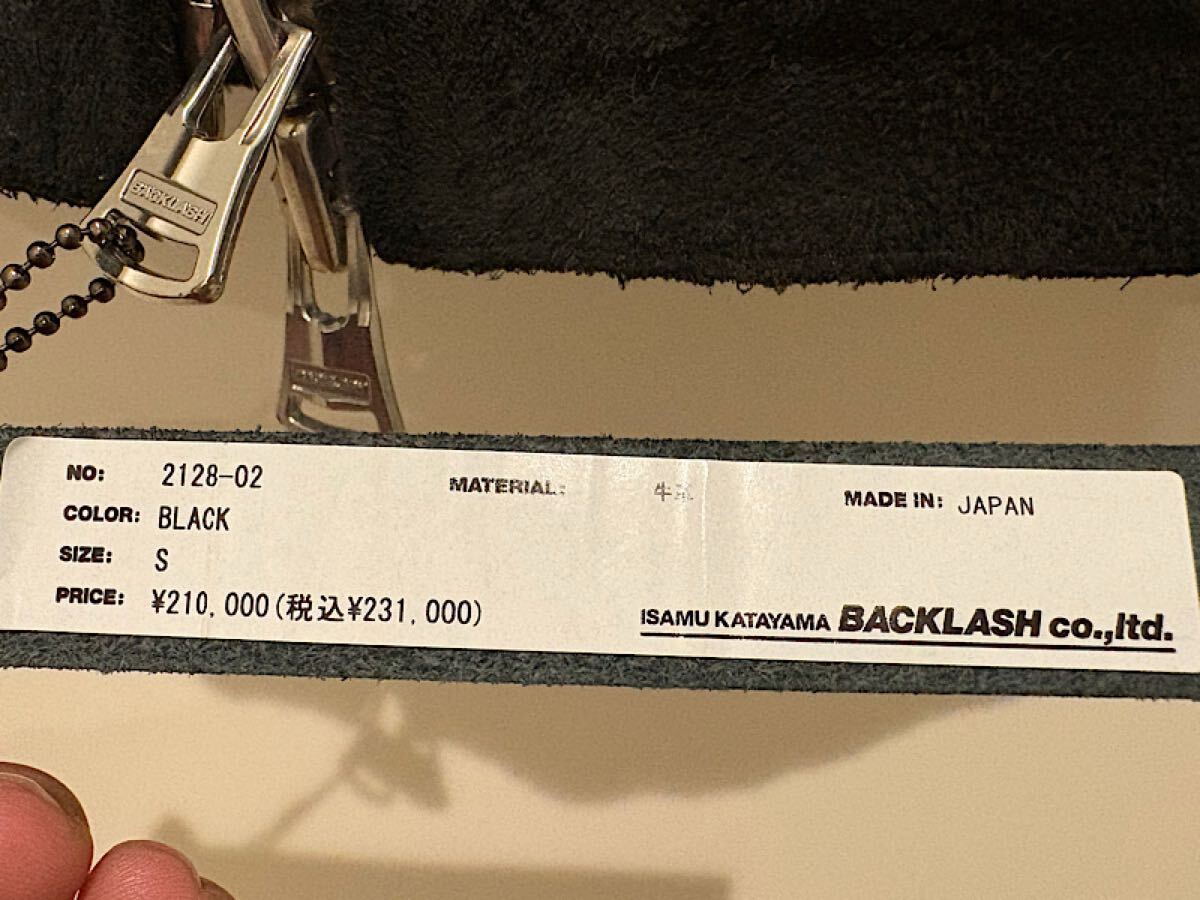 BACKLASH
NO: 2128-02
MATERIAL: 牛革
MADE IN: JAPAN
COLOR: BLACK
SIZE: S
PRICE: ¥210,000(税込¥231,000)
ISAMU KATAYAMA BACKLASH co.,ltd.